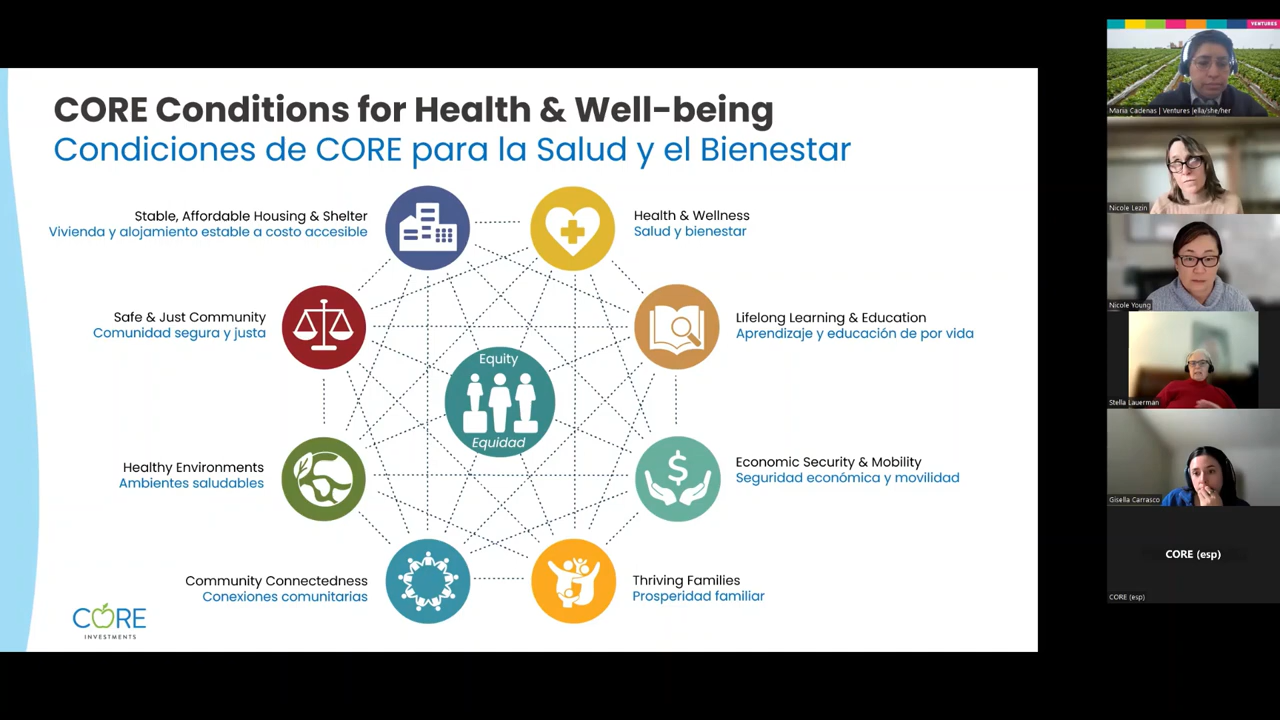 CORE Conditions for Health & Well-being
Condiciones de CORE para la Salud y el Bienestar
Stable, Affordable Housing & Shelter
Vivienda y alojamiento estable a costo accesible
Health & Wellness
Salud y bienestar
Safe & Just Community
Comunidad segura y justa
Lifelong Learning & Education
Aprendizaje y educación de por vida
Equity
Equidad
Healthy Environments
Ambientes saludables
Economic Security & Mobility
Seguridad económica y movilidad
Community Connectedness
Conexiones comunitarias
Thriving Families
Prosperidad familiar
CORE
INVESTMENTS
VENTURES
Maria Cadenas | Ventures |ella/she/her
Nicole Lezin
Nicole Young
Stella Lauerman
Gisella Carrasco
CORE (esp)
CORE (esp)